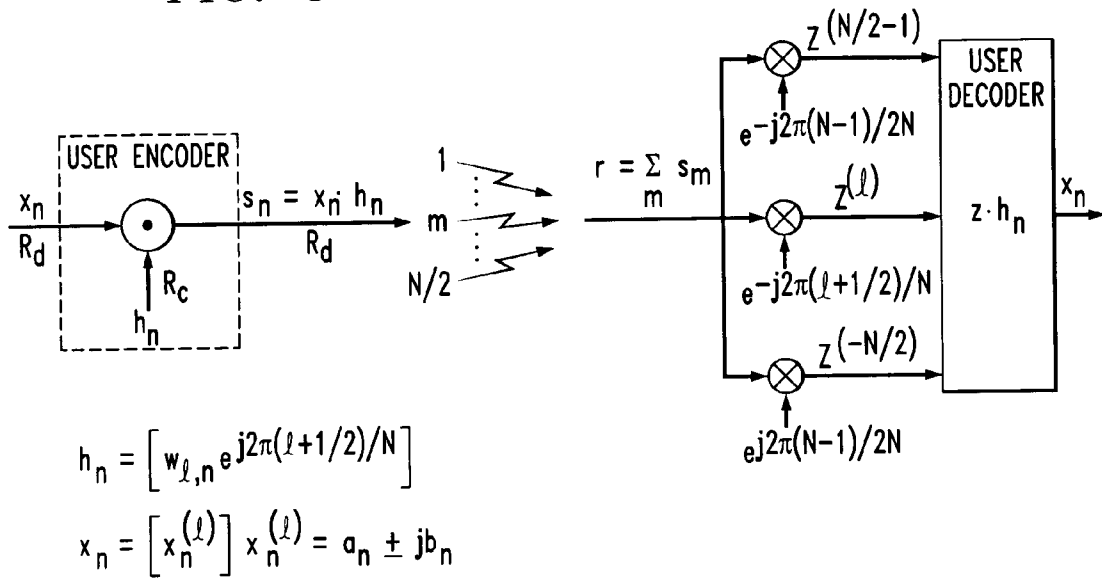 USER ENCODER
x_n
R_d
R_c
h_n
s_n = x_n · h_n
R_d
1
m
N/2
r = Σ_m s_m
z^(N/2-1)
e^-j2π(N-1)/2N
z^(ℓ)
e^-j2π(ℓ+1/2)/N
z^(-N/2)
e^j2π(N-1)/2N
USER
DECODER
z·h_n
x_n
h_n = [w_ℓ,n e^j2π(ℓ+1/2)/N]
x_n = [x_n^(ℓ)] x_n^(ℓ) = a_n ± jb_n